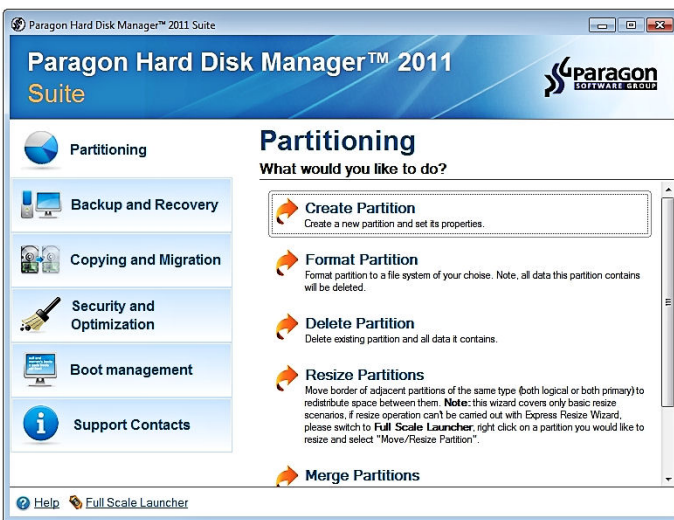 Paragon Hard Disk Manager™ 2011 Suite
Paragon Hard Disk Manager™ 2011
Suite
Paragon
SOFTWARE GROUP
Partitioning
Backup and Recovery
Copying and Migration
Security and
Optimization
Boot management
Support Contacts
Partitioning
What would you like to do?
Create Partition
Create a new partition and set its properties.
Format Partition
Format partition to a file system of your choise. Note, all data this partition contains
will be deleted.
Delete Partition
Delete existing partition and all data it contains.
Resize Partitions
Move border of adjacent partitions of the same type (both logical or both primary) to
redistribute space between them. Note: this wizard covers only basic resize
scenarios, if resize operation can't be carried out with Express Resize Wizard,
please switch to Full Scale Launcher, right click on a partition you would like to
resize and select "Move/Resize Partition".
Merge Partitions
Help
Full Scale Launcher